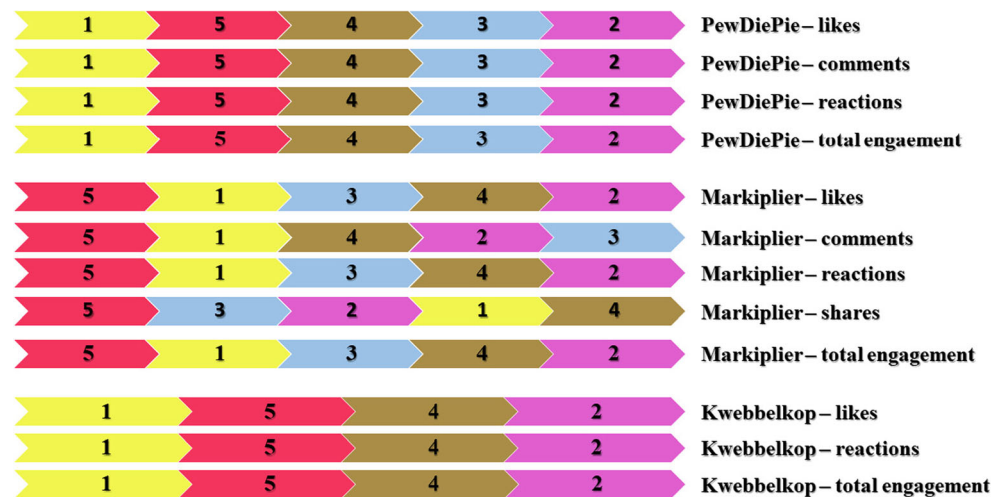 1 5 4 3 2 PewDiePie – likes
1 5 4 3 2 PewDiePie – comments
1 5 4 3 2 PewDiePie – reactions
1 5 4 3 2 PewDiePie – total engaement
5 1 3 4 2 Markiplier – likes
5 1 4 2 3 Markiplier – comments
5 1 3 4 2 Markiplier – reactions
5 3 2 1 4 Markiplier – shares
5 1 3 4 2 Markiplier – total engagement
1 5 4 2 Kwebbelkop – likes
1 5 4 2 Kwebbelkop – reactions
1 5 4 2 Kwebbelkop – total engagement